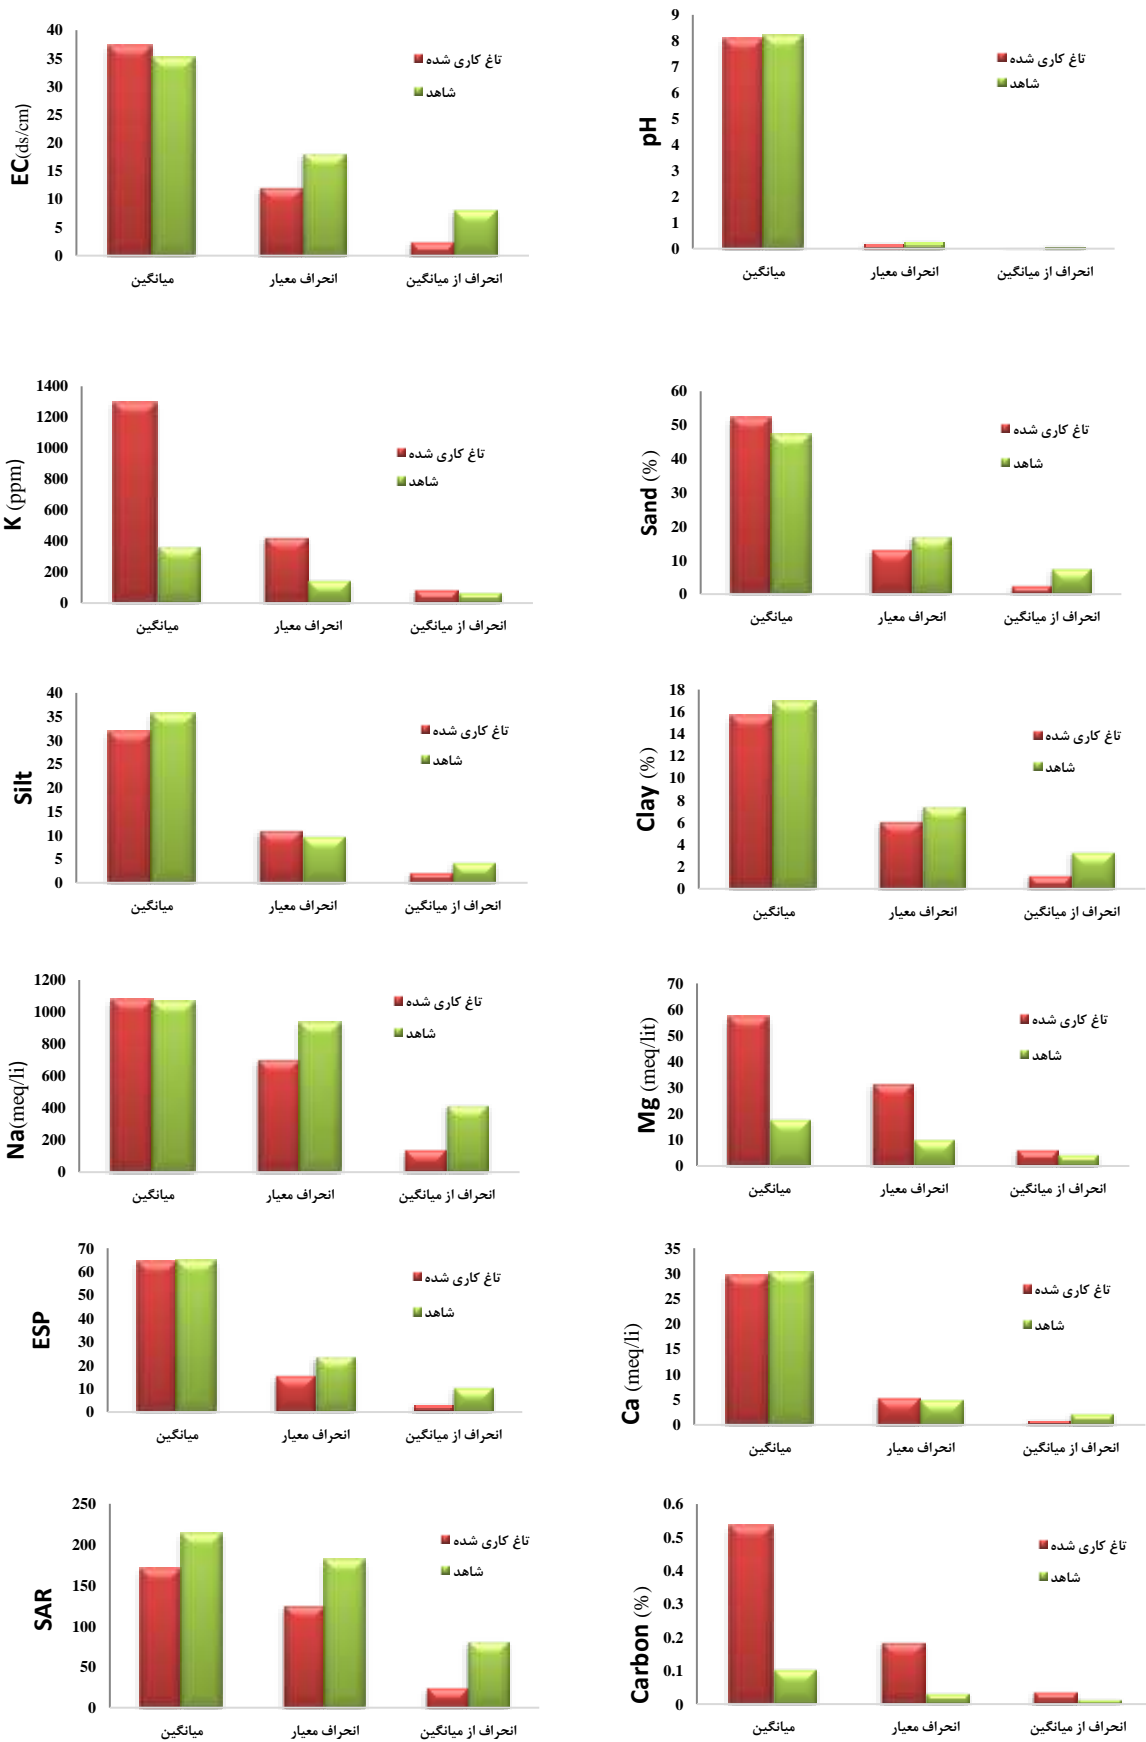 40
35
30
25
20
15
10
5
0
EC(ds/cm)
تاغ کاری شده
شاهد
میانگین
انحراف معیار
انحراف از میانگین
9
8
7
6
5
4
3
2
1
0
pH
تاغ کاری شده
شاهد
میانگین
انحراف معیار
انحراف از میانگین
1400
1200
1000
800
600
400
200
0
K (ppm)
تاغ کاری شده
شاهد
میانگین
انحراف معیار
انحراف از میانگین
60
50
40
30
20
10
0
Sand (%)
تاغ کاری شده
شاهد
میانگین
انحراف معیار
انحراف از میانگین
40
35
30
25
20
15
10
5
0
Silt
تاغ کاری شده
شاهد
میانگین
انحراف معیار
انحراف از میانگین
18
16
14
12
10
8
6
4
2
0
Clay (%)
تاغ کاری شده
شاهد
میانگین
انحراف معیار
انحراف از میانگین
1200
1000
800
600
400
200
0
Na(meq/li)
تاغ کاری شده
شاهد
میانگین
انحراف معیار
انحراف از میانگین
70
60
50
40
30
20
10
0
Mg (meq/lit)
تاغ کاری شده
شاهد
میانگین
انحراف معیار
انحراف از میانگین
70
60
50
40
30
20
10
0
ESP
تاغ کاری شده
شاهد
میانگین
انحراف معیار
انحراف از میانگین
35
30
25
20
15
10
5
0
Ca (meq/li)
تاغ کاری شده
شاهد
میانگین
انحراف معیار
انحراف از میانگین
250
200
150
100
50
0
SAR
تاغ کاری شده
شاهد
میانگین
انحراف معیار
انحراف از میانگین
0.6
0.5
0.4
0.3
0.2
0.1
0
Carbon (%)
تاغ کاری شده
شاهد
میانگین
انحراف معیار
انحراف از میانگین